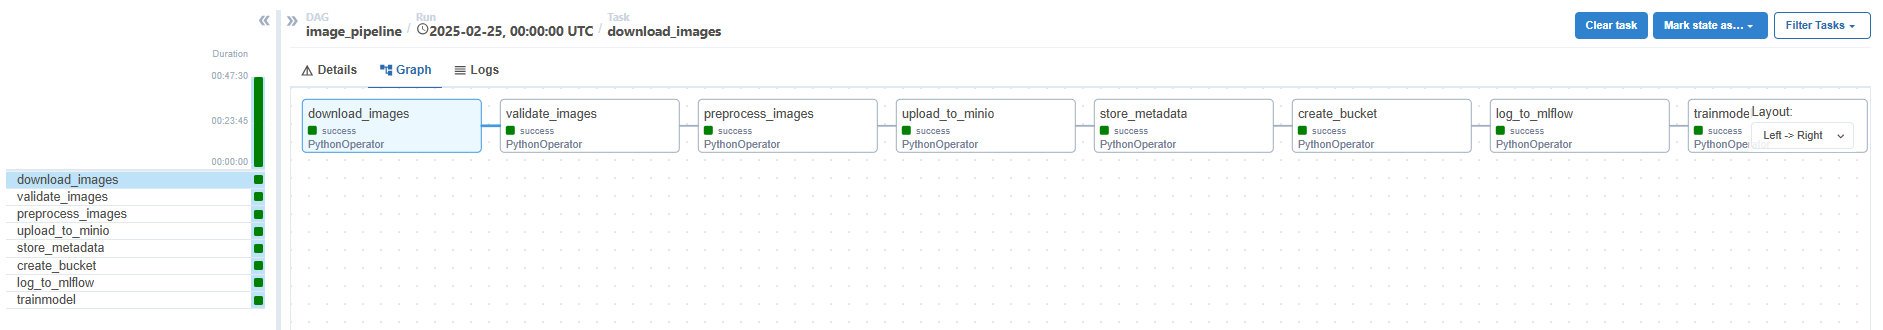 Duration
00:47:30
00:23:45
00:00:00
download_images
validate_images
preprocess_images
upload_to_minio
store_metadata
create_bucket
log_to_mlflow
trainmodel
DAG
image_pipeline
/
Run
2025-02-25, 00:00:00 UTC
/
Task
download_images
Clear task
Mark state as...
Filter Tasks
Details
Graph
Logs
download_images
success
PythonOperator
validate_images
success
PythonOperator
preprocess_images
success
PythonOperator
upload_to_minio
success
PythonOperator
store_metadata
success
PythonOperator
create_bucket
success
PythonOperator
log_to_mlflow
success
PythonOperator
trainmode
success
PythonOperator
Layout:
Left -> Right